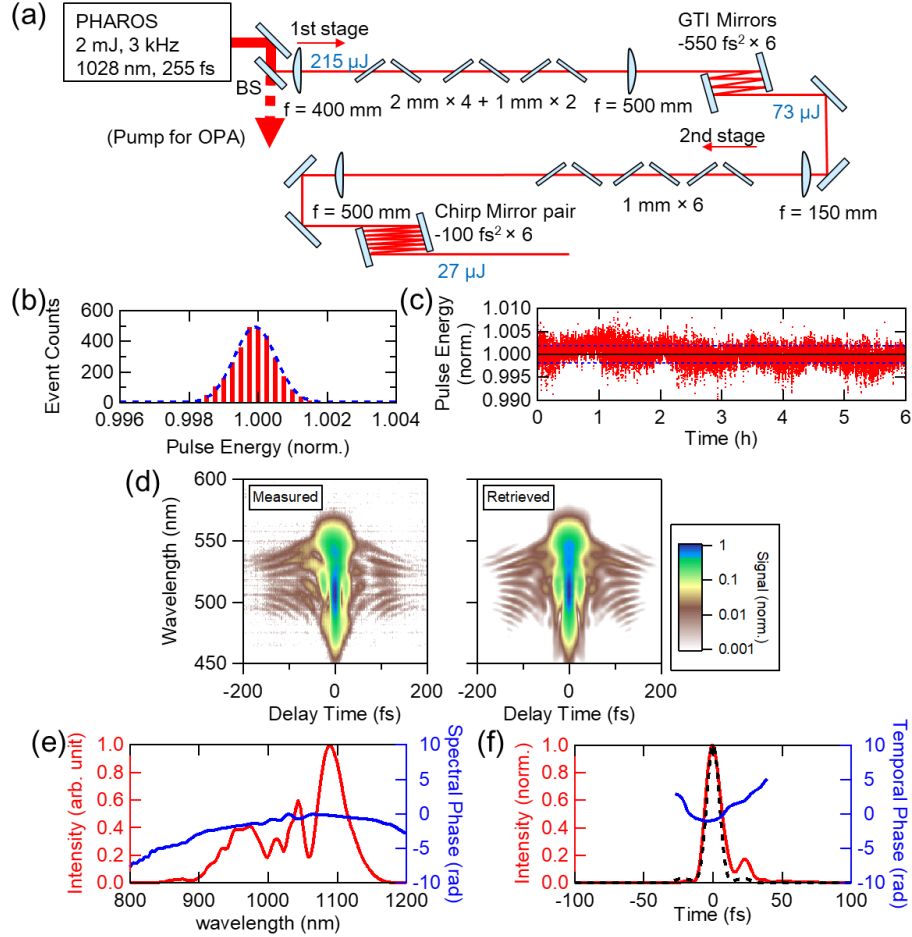 (a)
PHAROS
2 mJ, 3 kHz
1028 nm, 255 fs
BS
(Pump for OPA)
1st stage
215 µJ
f = 400 mm
2 mm × 4 + 1 mm × 2
f = 500 mm
GTI Mirrors
-550 fs² × 6
73 µJ
2nd stage
f = 150 mm
1 mm × 6
f = 500 mm
Chirp Mirror pair
-100 fs² × 6
27 µJ
(b)
Event Counts
600
400
200
0
0.996
0.998
1.000
1.002
1.004
Pulse Energy (norm.)
(c)
Pulse Energy
(norm.)
1.010
1.005
1.000
0.995
0.990
0
1
2
3
4
5
6
Time (h)
(d)
Wavelength (nm)
600
550
500
450
Measured
-200
0
200
Delay Time (fs)
Retrieved
-200
0
200
Delay Time (fs)
1
0.1
0.01
0.001
Signal (norm.)
(e)
Intensity (arb. unit)
1.0
0.8
0.6
0.4
0.2
0.0
800
900
1000
1100
1200
wavelength (nm)
10
5
0
-5
-10
Spectral Phase (rad)
(f)
Intensity (norm.)
1.0
0.8
0.6
0.4
0.2
0.0
-100
-50
0
50
100
Time (fs)
10
5
0
-5
-10
Temporal Phase (rad)